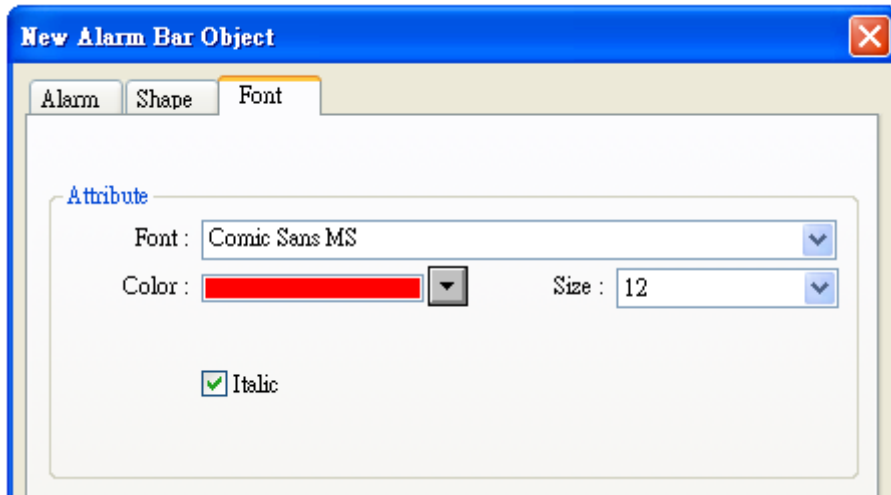 New Alarm Bar Object
Alarm Shape Font
Attribute
Font : Comic Sans MS
Color : Size : 12
Italic